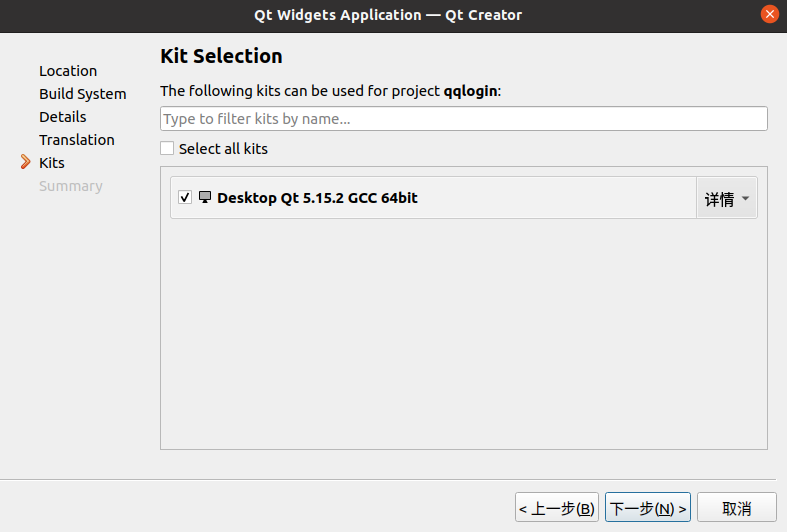 Qt Widgets Application — Qt Creator
Kit Selection
Location
Build System
Details
Translation
Kits
Summary
The following kits can be used for project qqlogin:
Type to filter kits by name...
Select all kits
Desktop Qt 5.15.2 GCC 64bit
详情
< 上一步(B)
下一步(N) >
取消